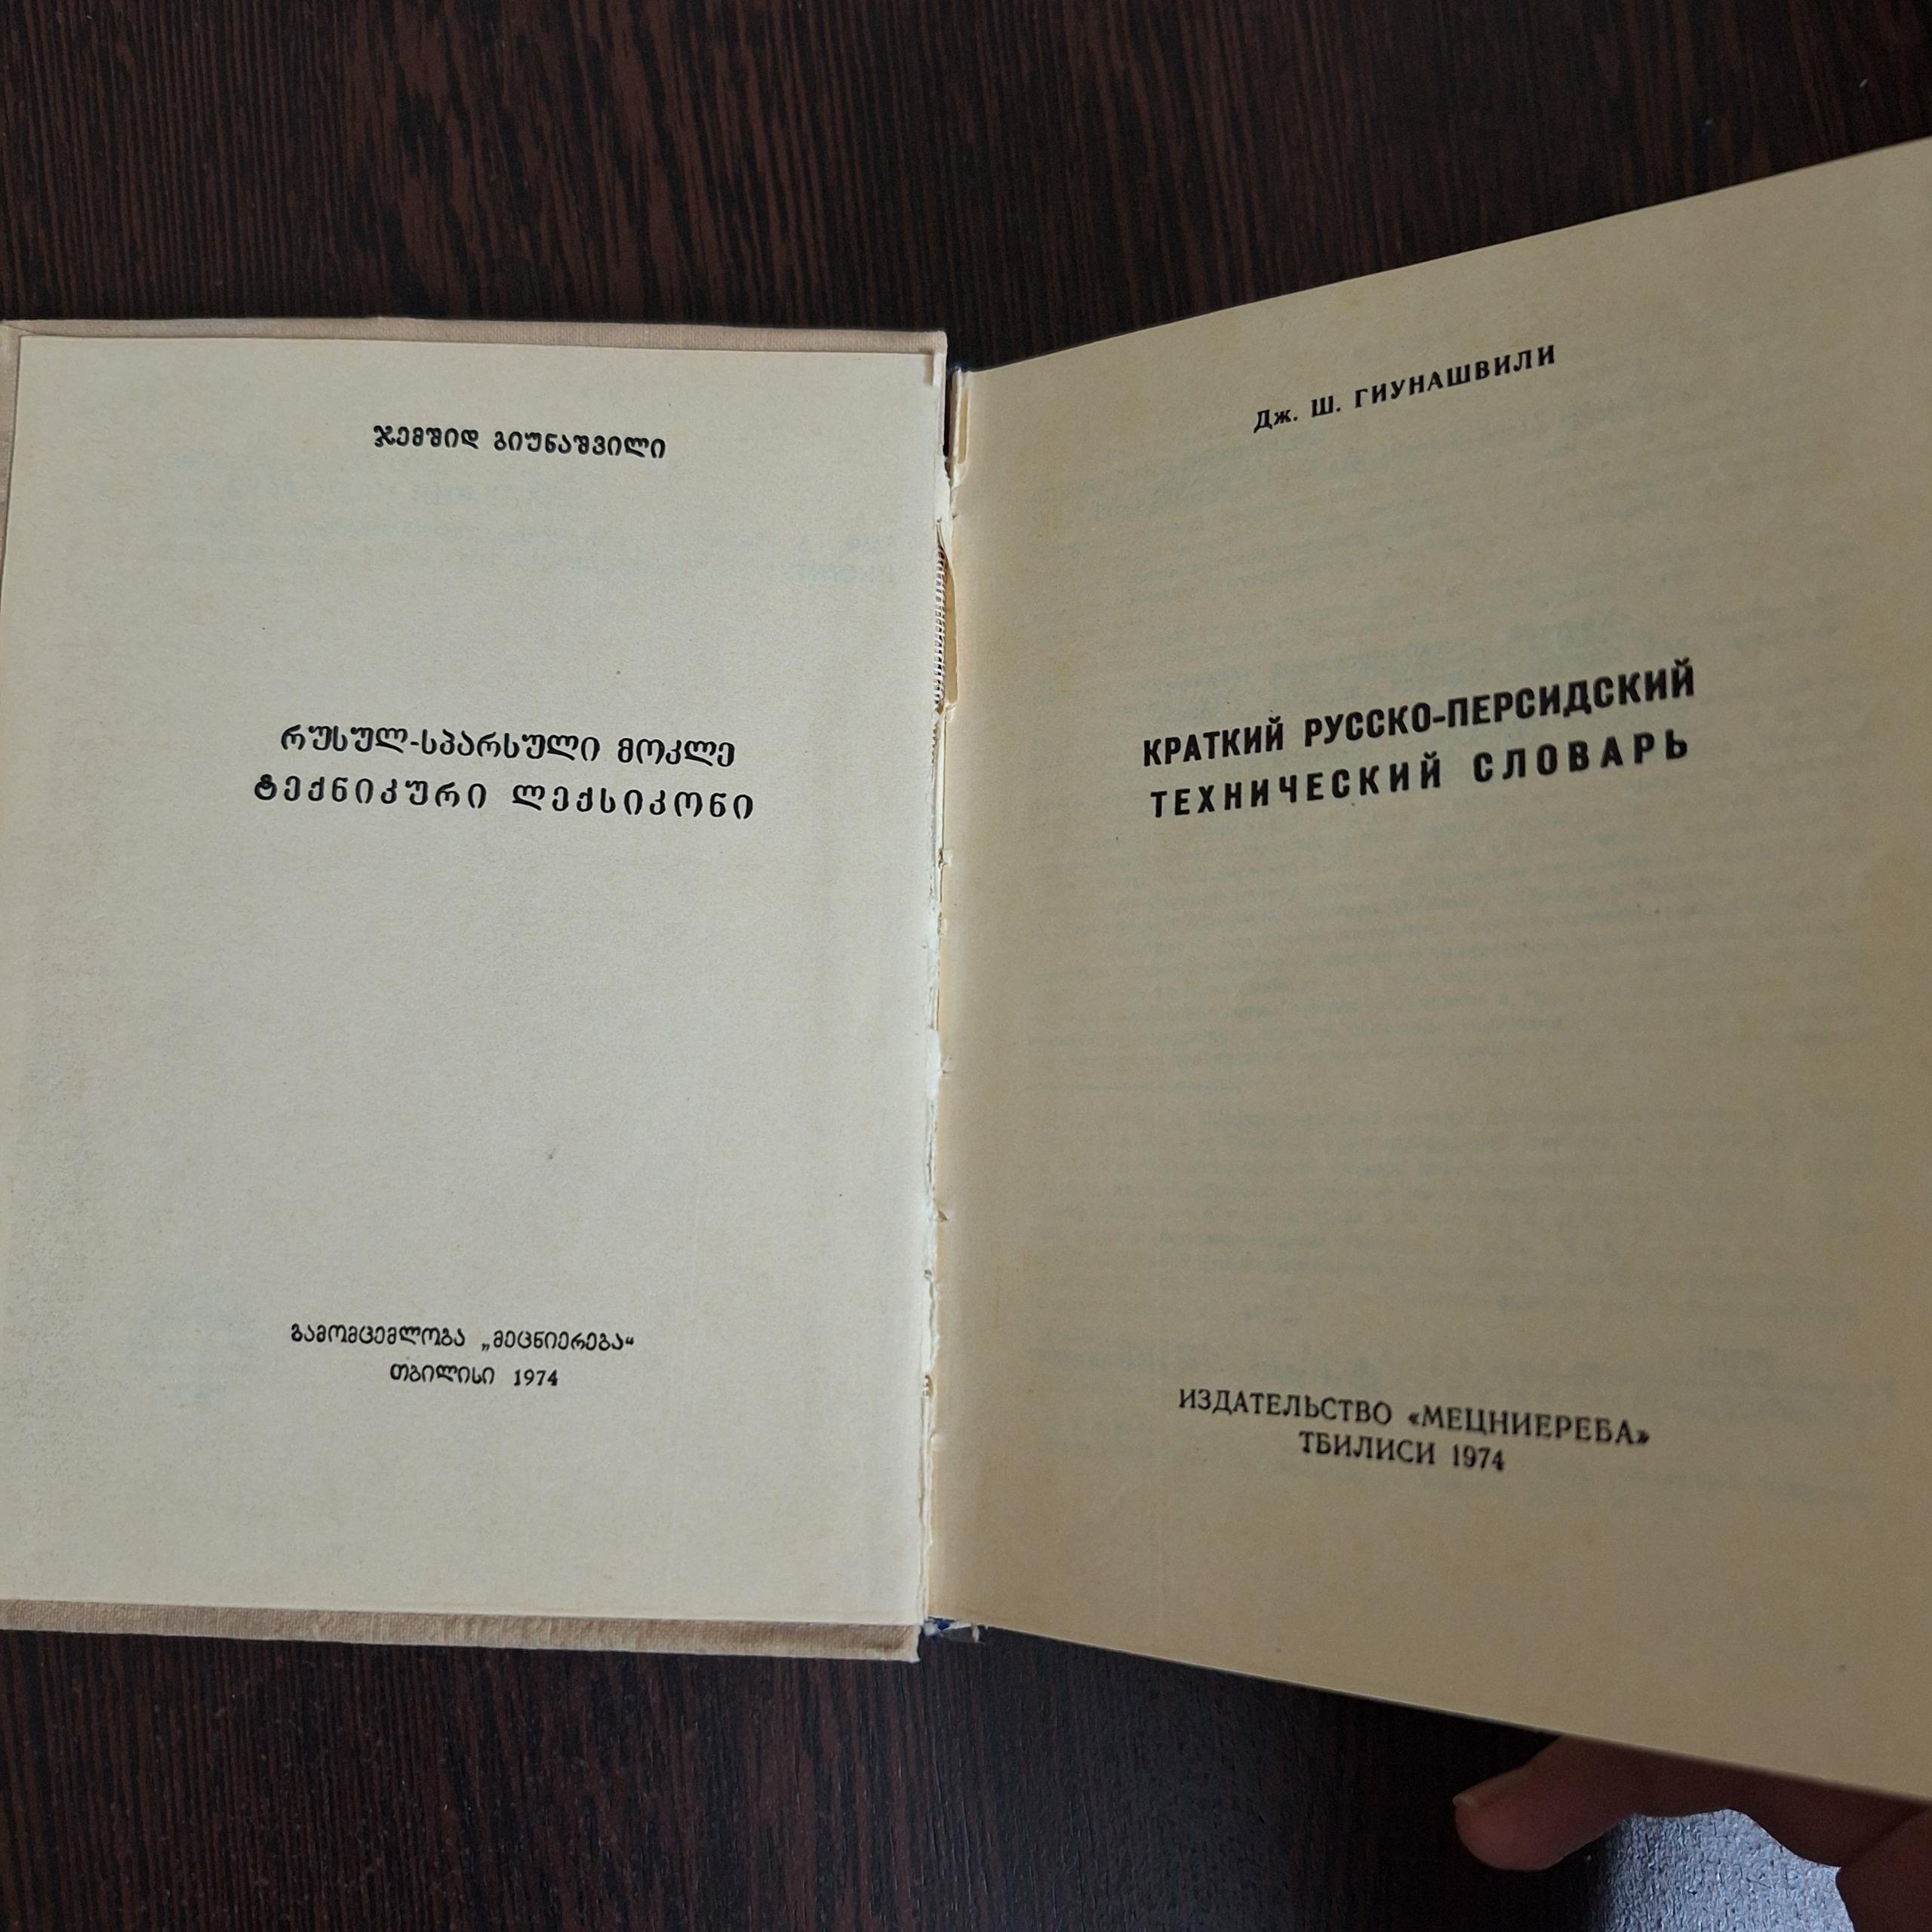 ჯემშიდ გიუნაშვილი
რუსულ-სპარსული მოკლე
ტექნიკური ლექსიკონი
გამომცემლობა „მეცნიერება“
თბილისი 1974
Дж. Ш. ГИУНАШВИЛИ
КРАТКИЙ РУССКО-ПЕРСИДСКИЙ
ТЕХНИЧЕСКИЙ СЛОВАРЬ
ИЗДАТЕЛЬСТВО «МЕЦНИЕРЕБА»
ТБИЛИСИ 1974